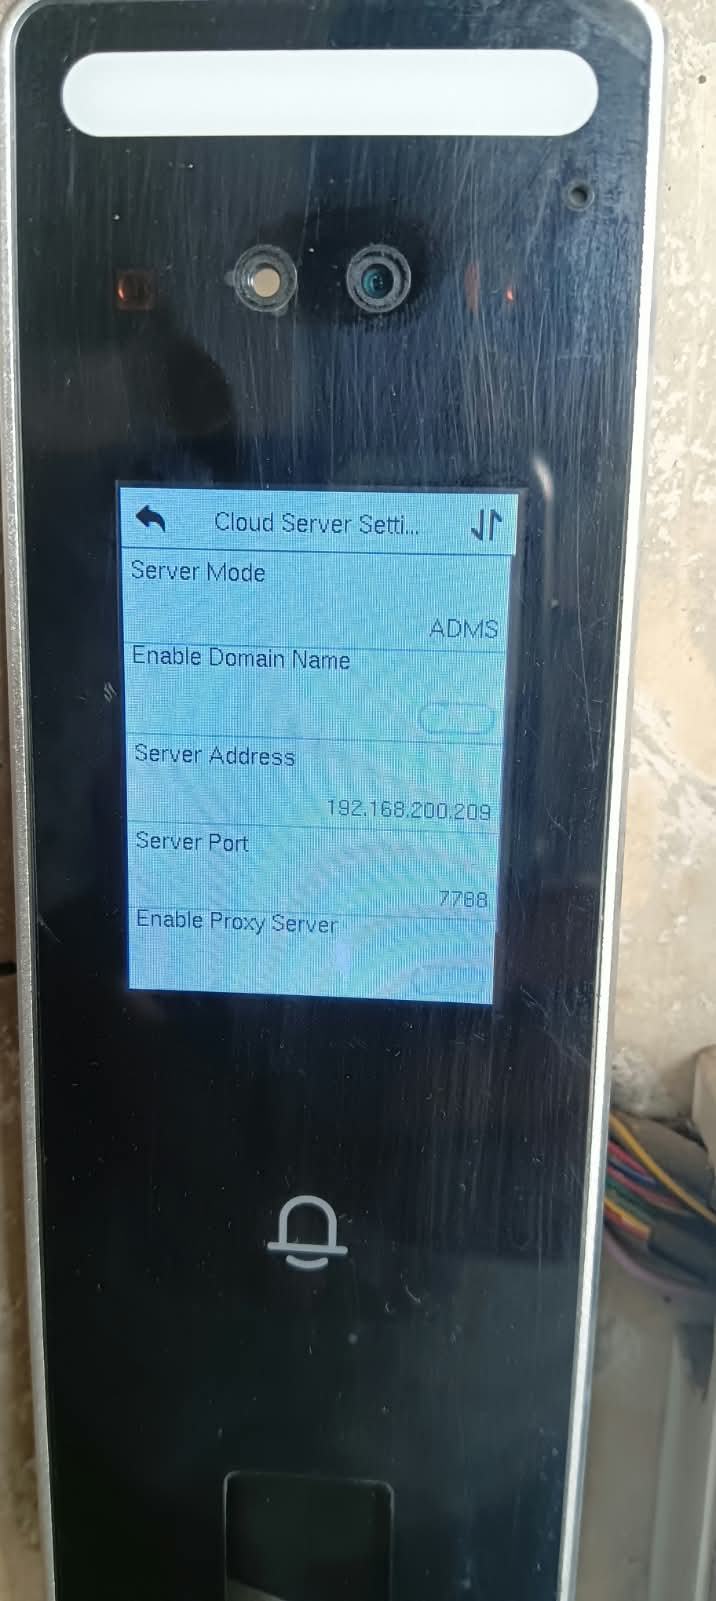 Cloud Server Setti...
Server Mode
ADMS
Enable Domain Name
Server Address
192.168.200.209
Server Port
7788
Enable Proxy Server